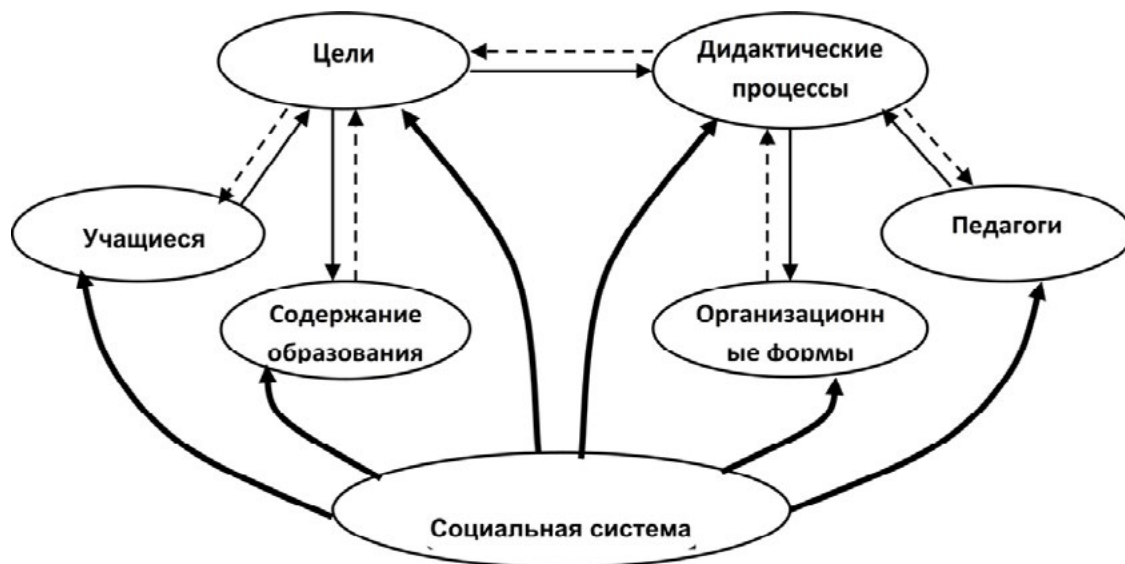 Цели
Дидактические
процессы
Учащиеся
Педагоги
Содержание
образования
Организационн
ые формы
Социальная система